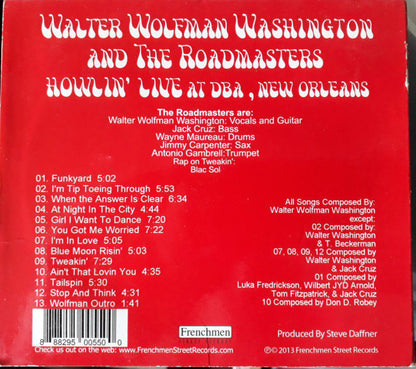 WALTER WOLFMAN WASHINGTON
AND THE ROADMASTERS
HOWLIN' LIVE AT DBA , NEW ORLEANS
The Roadmasters are:
Walter Wolfman Washington: Vocals and Guitar
Jack Cruz: Bass
Wayne Maureau: Drums
Jimmy Carpenter: Sax
Antonio Gambrell:Trumpet
Rap on Tweakin':
Blac Sol
01. Funkyard 5:02
02. I'm Tip Toeing Through 5:53
03. When the Answer Is Clear 6:34
04. At Night In The City 4:44
05. Girl I Want To Dance 7:20
06. You Got Me Worried 7:22
07. I'm In Love 5:05
08. Blue Moon Risin' 5:53
09. Tweakin' 7:29
10. Ain't That Lovin You 4:35
11. Tailspin 5:30
12. Stop And Think 4:31
13. Wolfman Outro 1:41
All Songs Composed By:
Walter Wolfman Washington
except:
02 Composed by:
Walter Washington
& T. Beckerman
07, 08, 09, 12 Composed by
Walter Washington
& Jack Cruz
01 Composed by
Luka Fredrickson, Wilbert JYD Arnold,
Tom Fitzpatrick, & Jack Cruz
10 Composed by Don D. Robey
8 88295 00550 0
Frenchmen
Produced By Steve Daffner
Check us out on the web: www.FrenchmenStreetRecords.com
Ⓟ©2013 Frenchmen Street Records